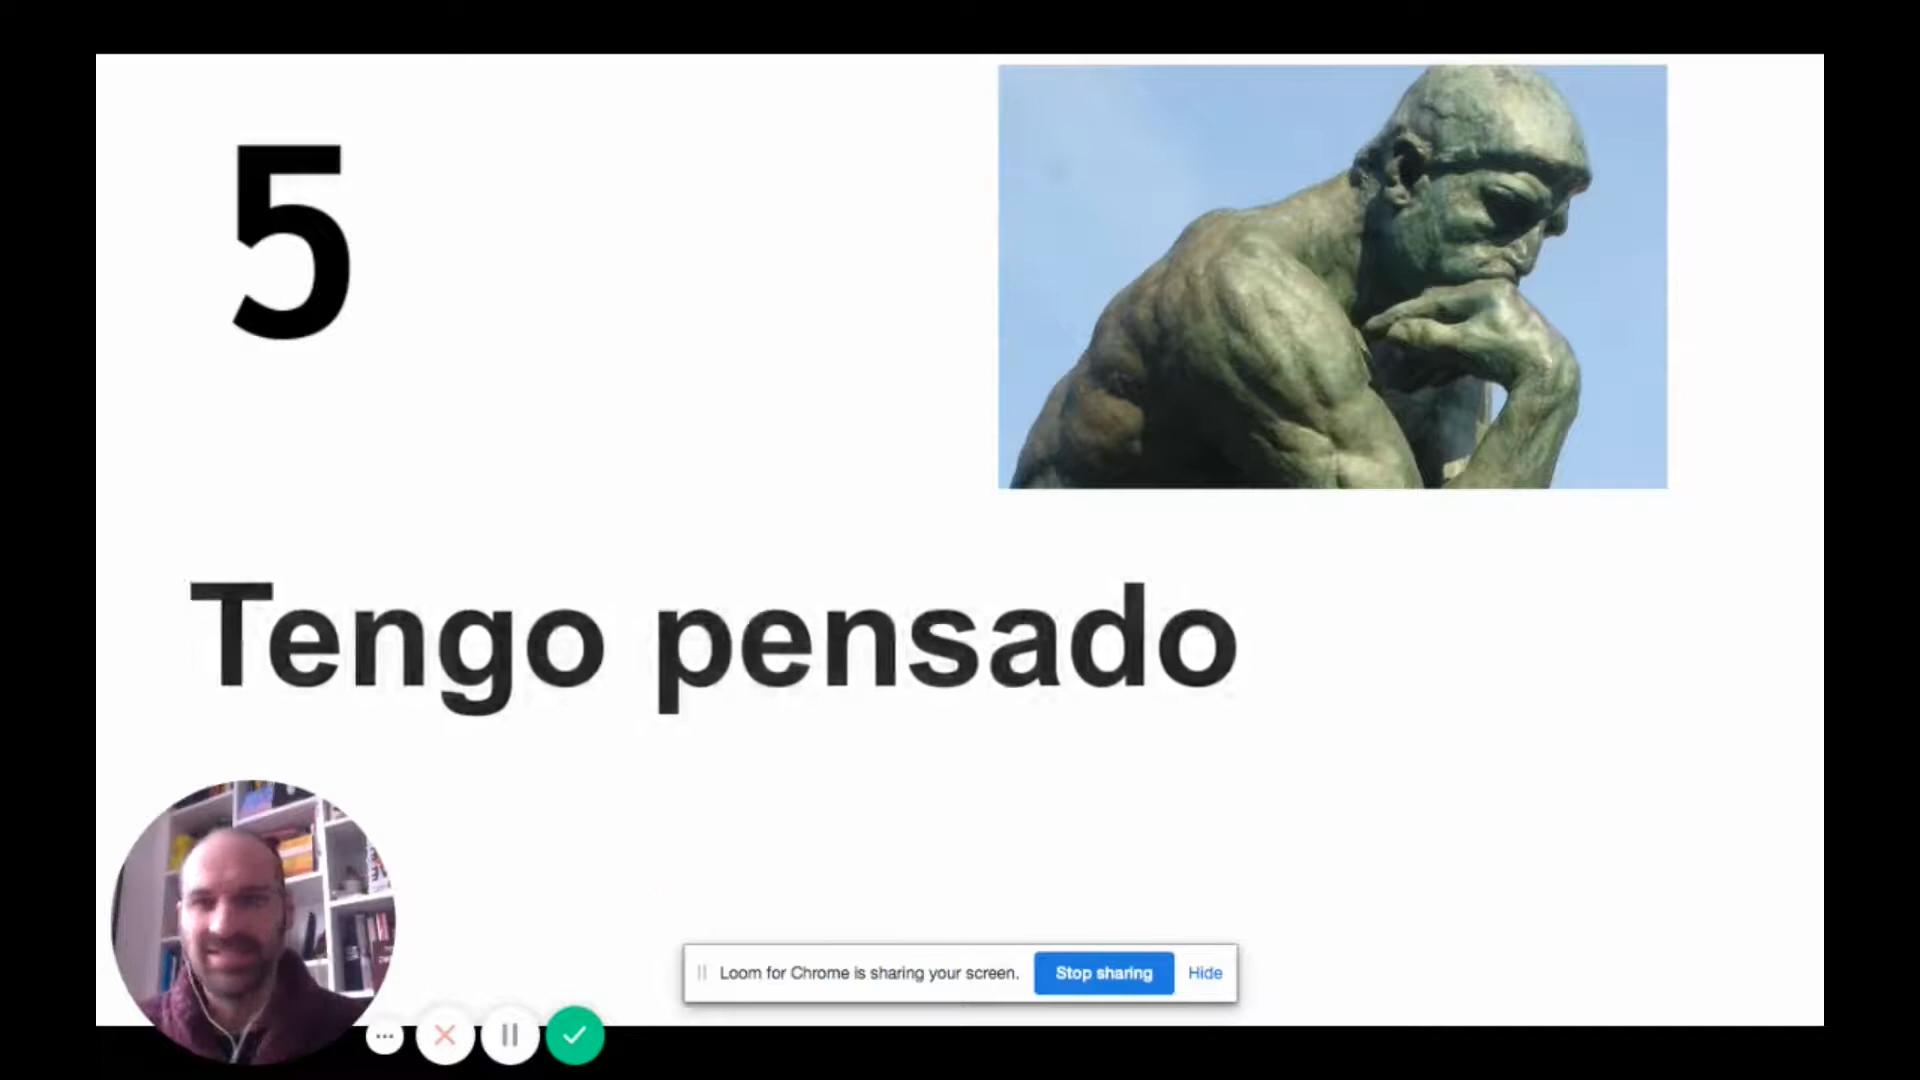 5
Tengo pensado
Loom for Chrome is sharing your screen.
Stop sharing
Hide